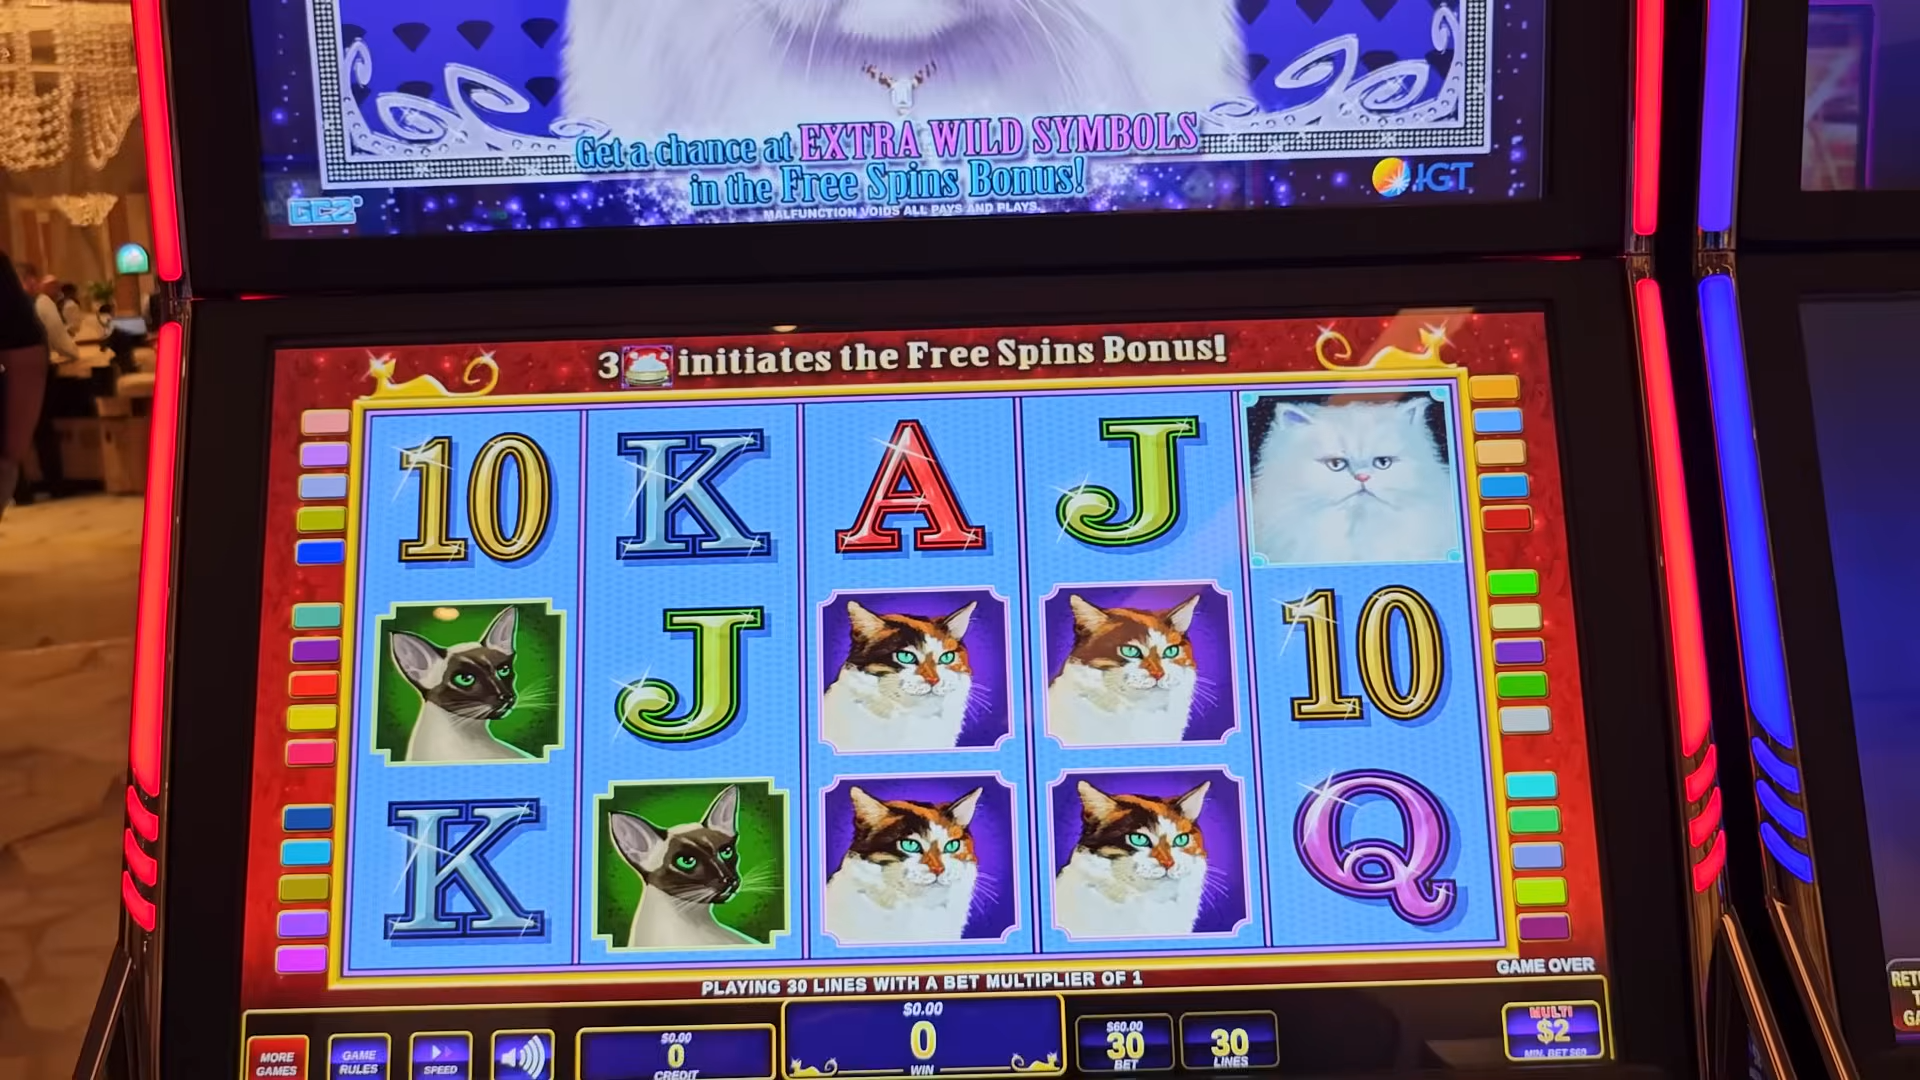 Get a chance at EXTRA WILD SYMBOLS
in the Free Spins Bonus!
MALFUNCTION VOIDS ALL PAYS AND PLAYS.
IGT
3 initiates the Free Spins Bonus!
10 K A J
J 10
K Q
GAME OVER
PLAYING 30 LINES WITH A BET MULTIPLIER OF 1
MORE GAMES
GAME RULES
SPEED
$0.00
0
CREDIT
$0.00
0
WIN
$60.00
30
BET
30
LINES
MULTI
$2
MIN. BET $60